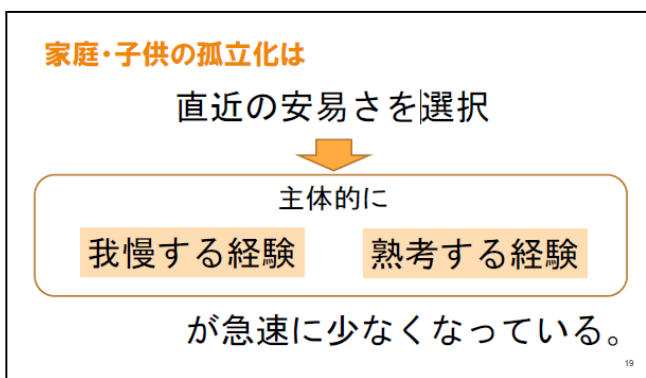 家庭・子供の孤立化は
直近の安易さを選択
主体的に
我慢する経験 熟考する経験
が急速に少なくなっている。
19